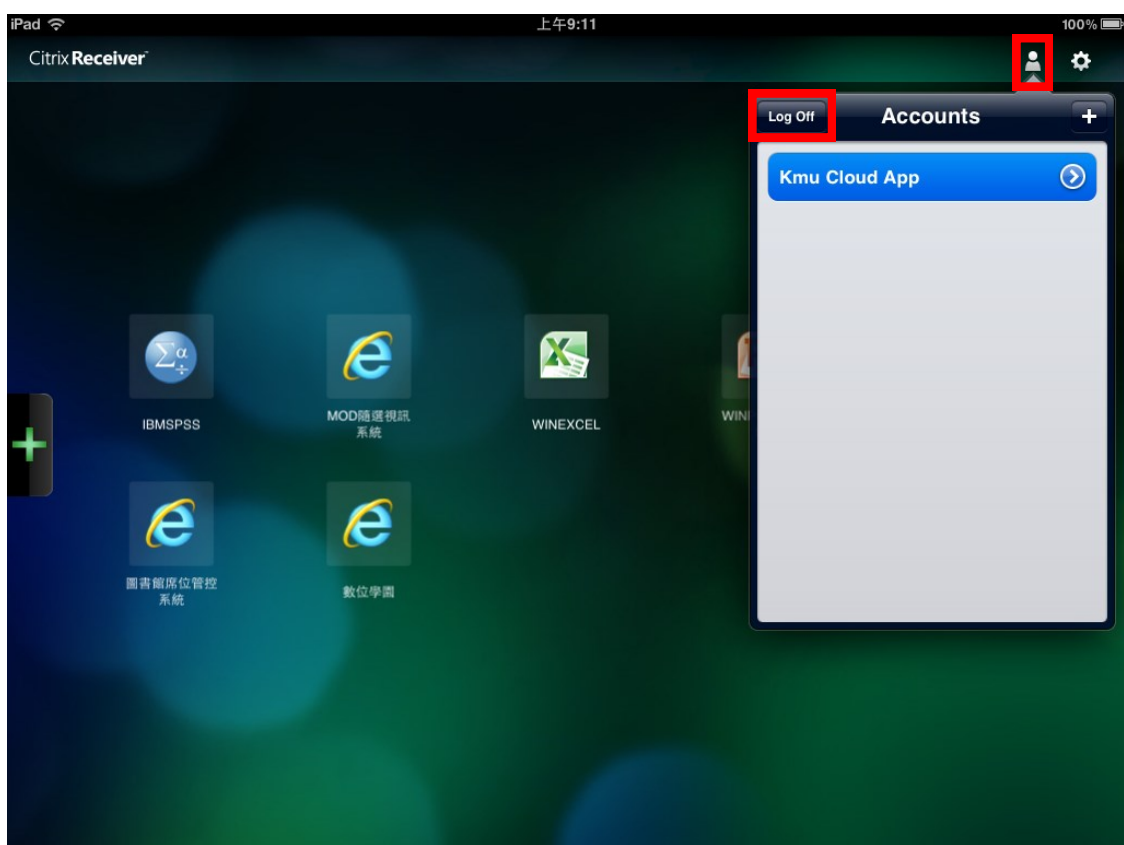 iPad 上午9:11 100%
Citrix Receiver™
Log Off Accounts +
Kmu Cloud App
IBMSPSS
MOD隨選視訊
系統
WINEXCEL
WIN
圖書館席位管控
系統
數位學園